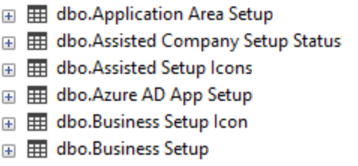 dbo.Application Area Setup
dbo.Assisted Company Setup Status
dbo.Assisted Setup Icons
dbo.Azure AD App Setup
dbo.Business Setup Icon
dbo.Business Setup